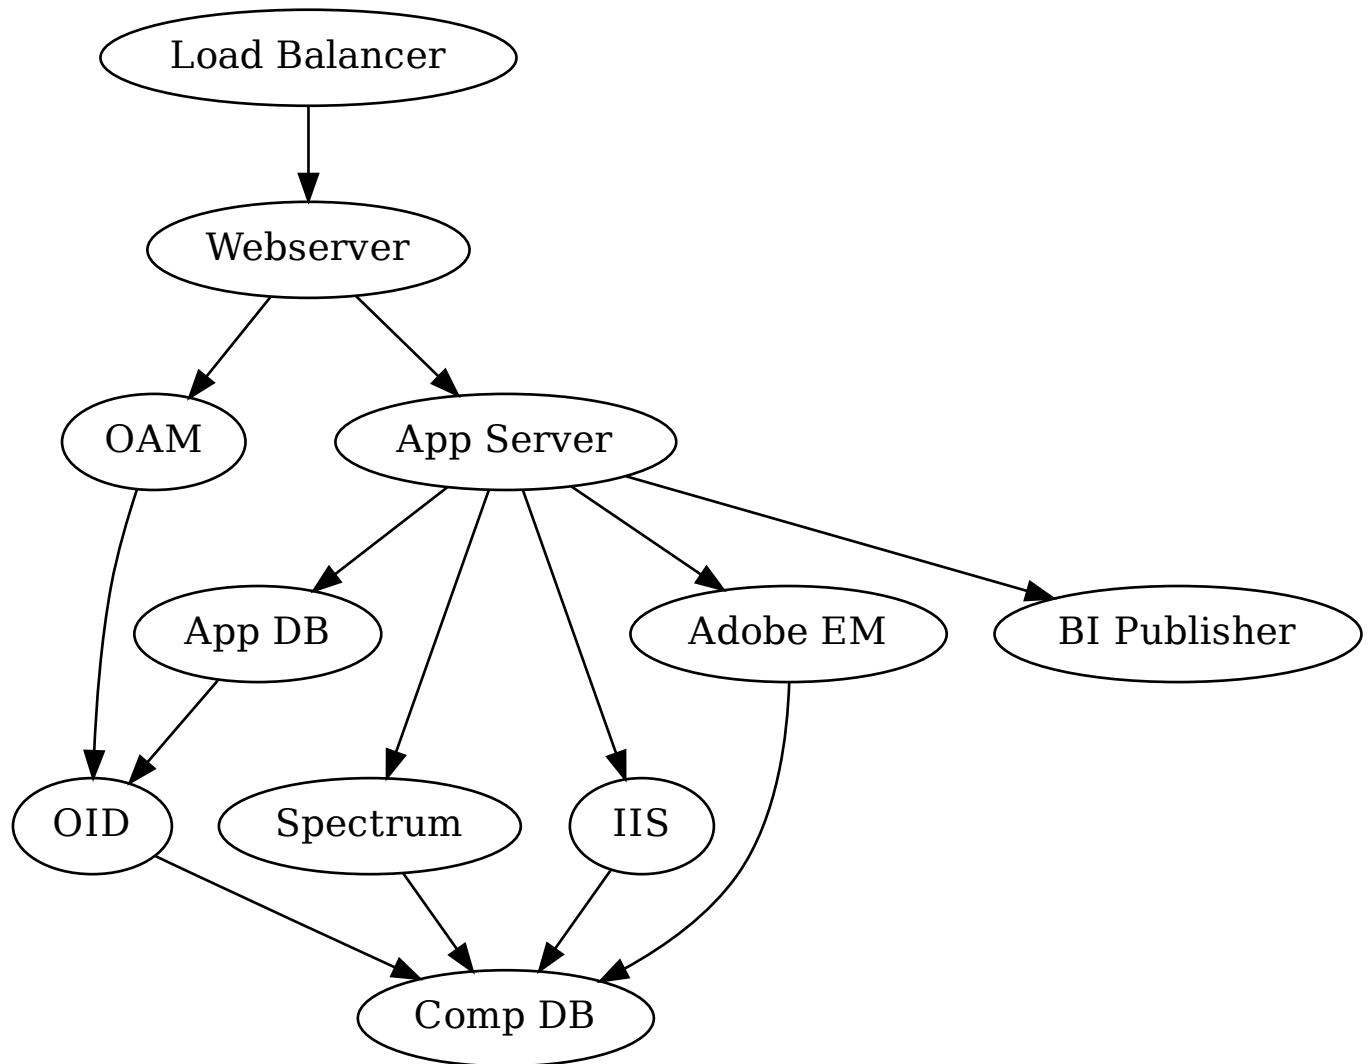 Load Balancer
Webserver
OAM
App Server
App DB
Adobe EM
BI Publisher
OID
Spectrum
IIS
Comp DB